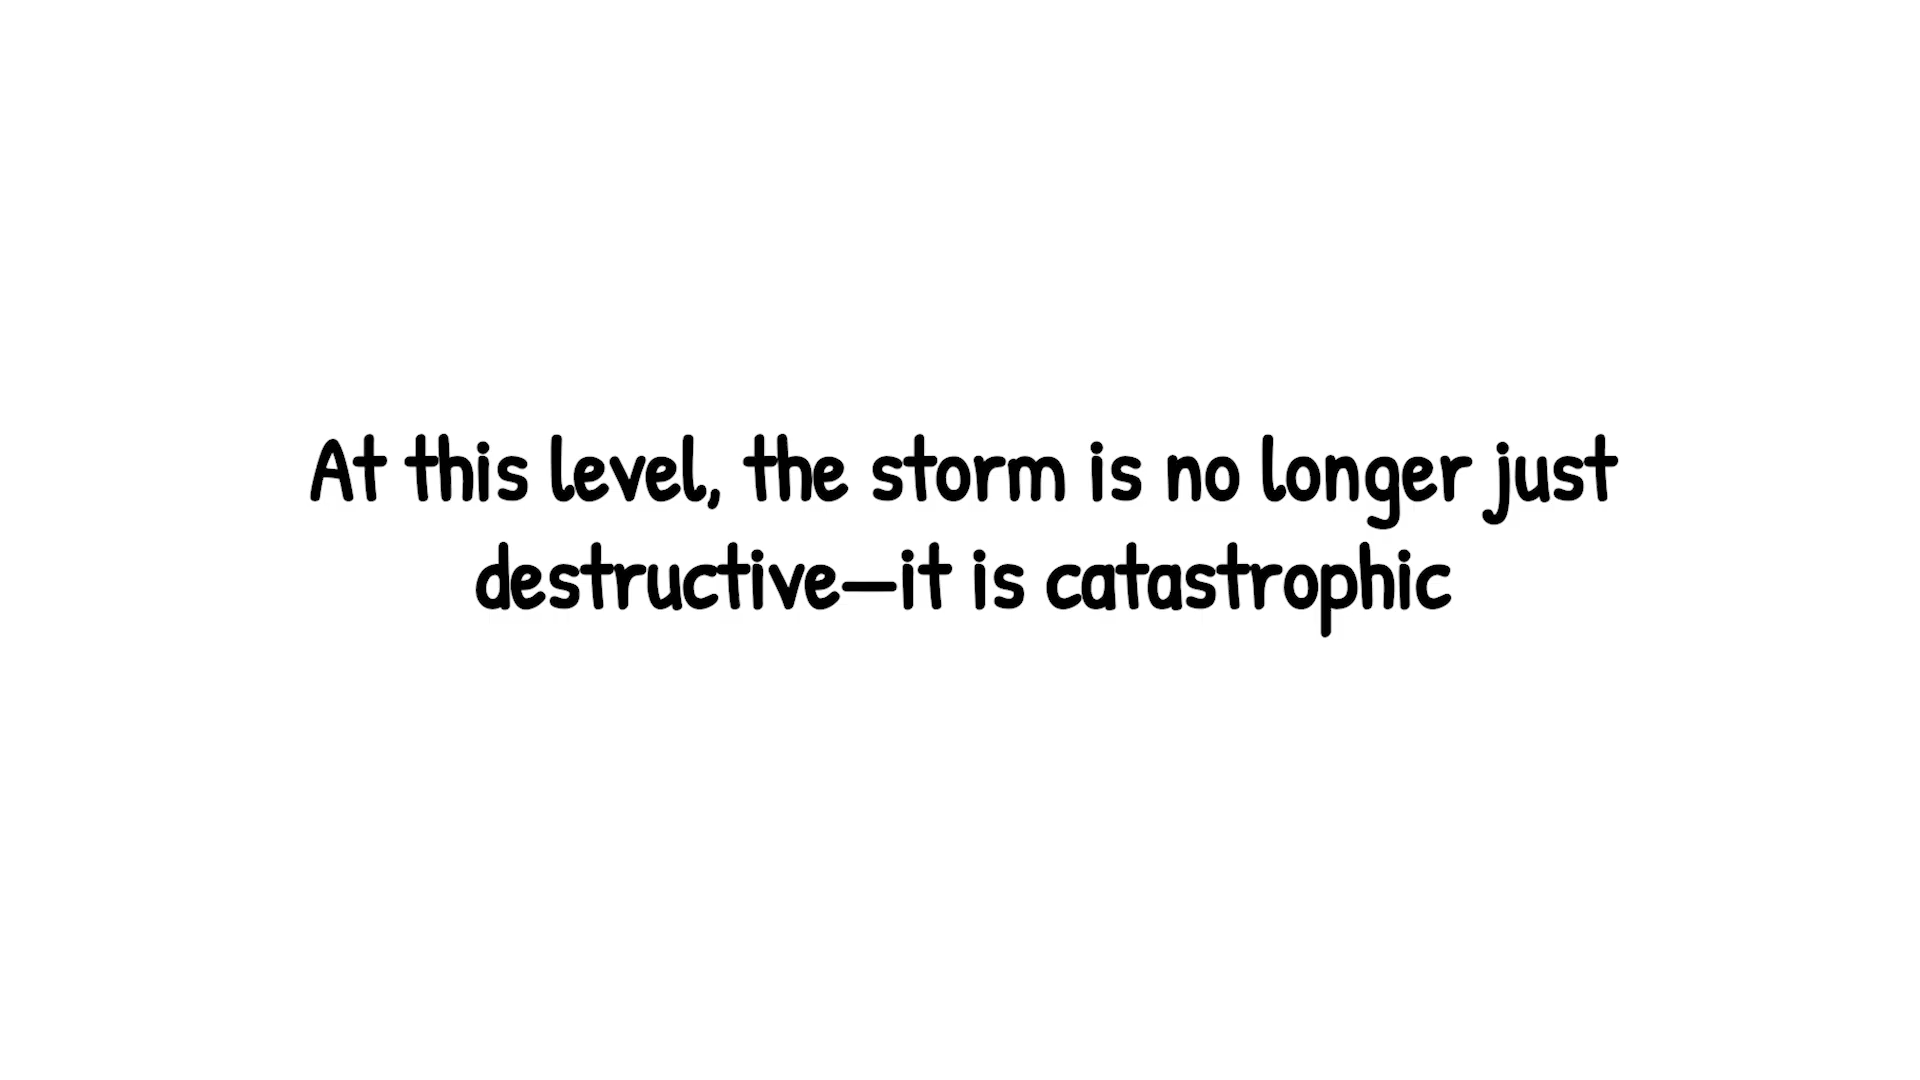 At this level, the storm is no longer just
destructive—it is catastrophic